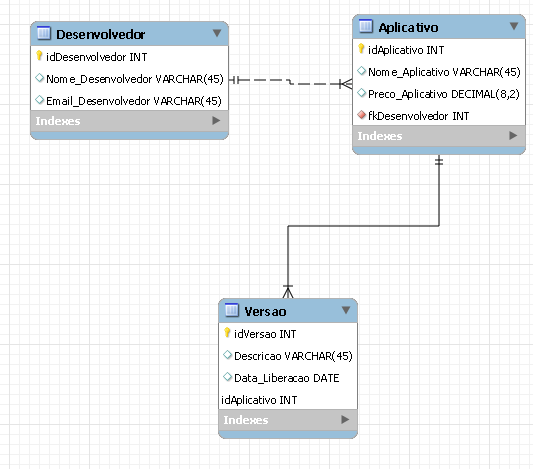 Desenvolvedor
idDesenvolvedor INT
Nome_Desenvolvedor VARCHAR(45)
Email_Desenvolvedor VARCHAR(45)
Indexes
Aplicativo
idAplicativo INT
Nome_Aplicativo VARCHAR(45)
Preco_Aplicativo DECIMAL(8,2)
fkDesenvolvedor INT
Indexes
Versao
idVersao INT
Descricao VARCHAR(45)
Data_Liberacao DATE
idAplicativo INT
Indexes